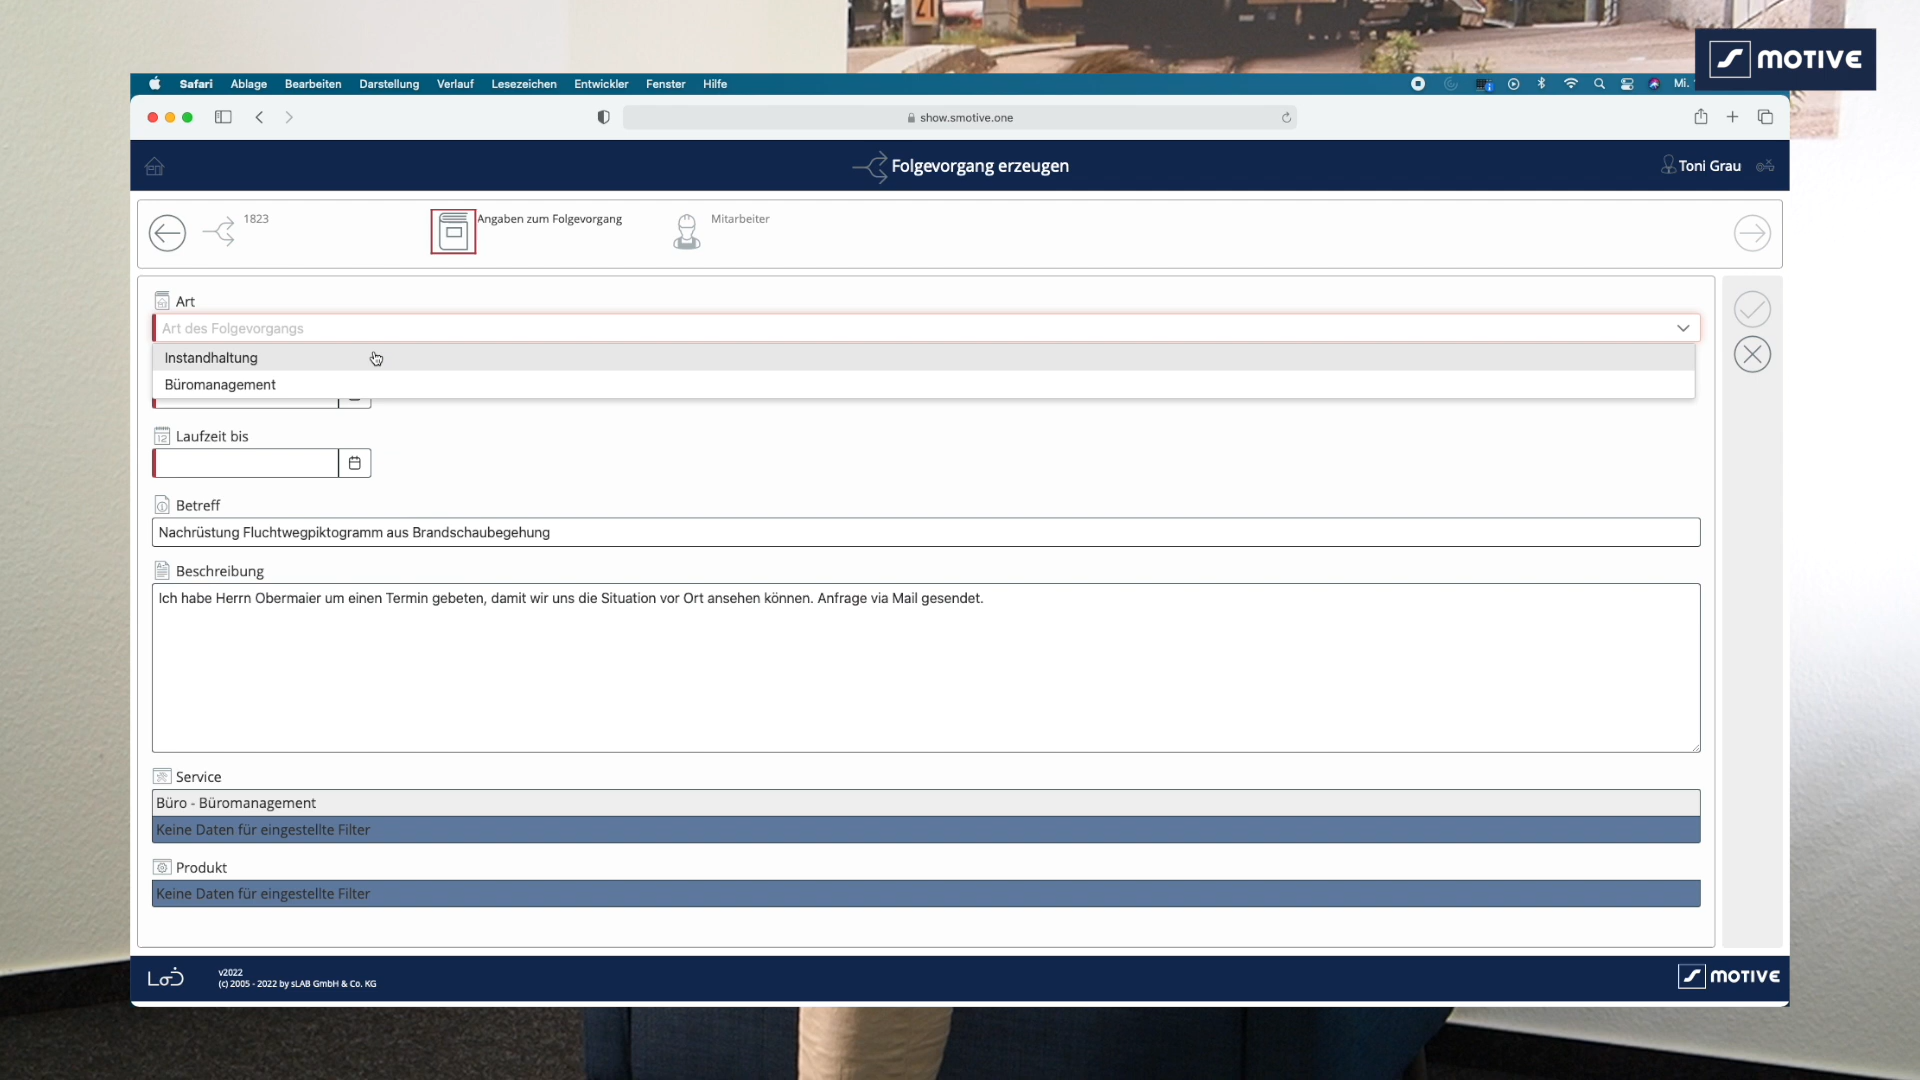 21
MOTIVE
Safari Ablage Bearbeiten Darstellung Verlauf Lesezeichen Entwickler Fenster Hilfe Mi.
show.smotive.one
Folgevorgang erzeugen
Toni Grau
1823
Angaben zum Folgevorgang
Mitarbeiter
Art
Art des Folgevorgangs
Instandhaltung
Büromanagement
12 Laufzeit bis
Betreff
Nachrüstung Fluchtwegpiktogramm aus Brandschaubegehung
Beschreibung
Ich habe Herrn Obermaier um einen Termin gebeten, damit wir uns die Situation vor Ort ansehen können. Anfrage via Mail gesendet.
Service
Büro - Büromanagement
Keine Daten für eingestellte Filter
Produkt
Keine Daten für eingestellte Filter
v2022
(c) 2005 - 2022 by sLAB GmbH & Co. KG
MOTIVE